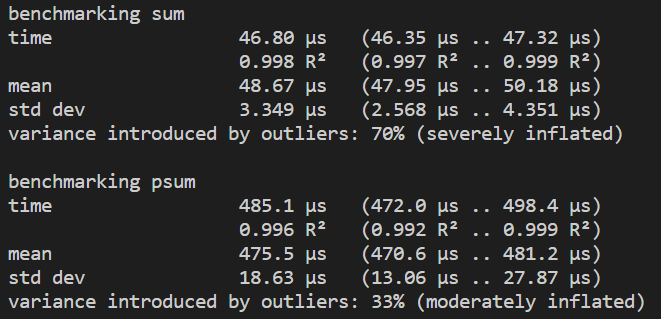 benchmarking sum
time                 46.80 μs   (46.35 μs .. 47.32 μs)
                     0.998 R²   (0.997 R² .. 0.999 R²)
mean                 48.67 μs   (47.95 μs .. 50.18 μs)
std dev              3.349 μs   (2.568 μs .. 4.351 μs)
variance introduced by outliers: 70% (severely inflated)

benchmarking psum
time                 485.1 μs   (472.0 μs .. 498.4 μs)
                     0.996 R²   (0.992 R² .. 0.999 R²)
mean                 475.5 μs   (470.6 μs .. 481.2 μs)
std dev              18.63 μs   (13.06 μs .. 27.87 μs)
variance introduced by outliers: 33% (moderately inflated)